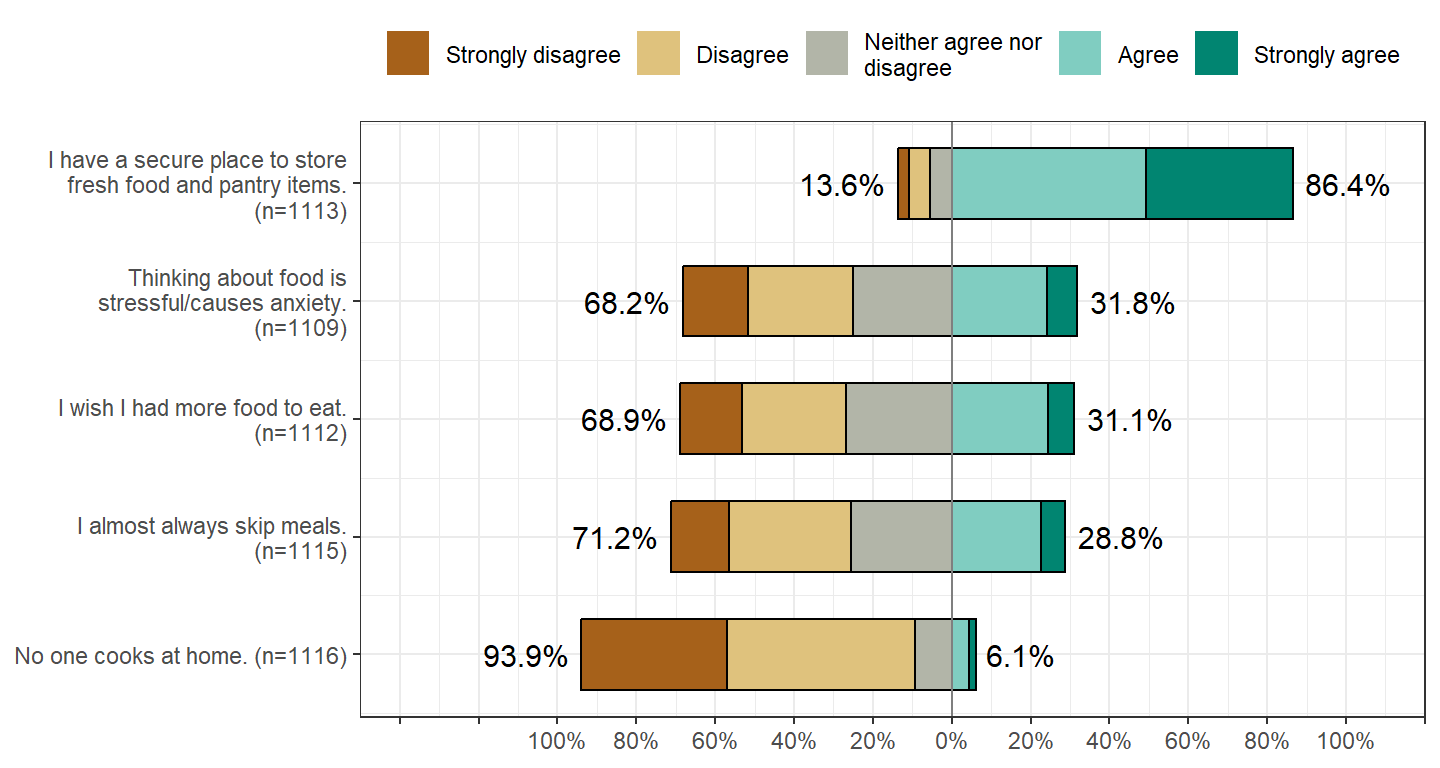 Strongly disagree
Disagree
Neither agree nor
disagree
Agree
Strongly agree
I have a secure place to store
fresh food and pantry items.
(n=1113)
13.6%
86.4%
Thinking about food is
stressful/causes anxiety.
(n=1109)
68.2%
31.8%
I wish I had more food to eat.
(n=1112)
68.9%
31.1%
I almost always skip meals.
(n=1115)
71.2%
28.8%
No one cooks at home. (n=1116)
93.9%
6.1%
100% 80% 60% 40% 20% 0% 20% 40% 60% 80% 100%